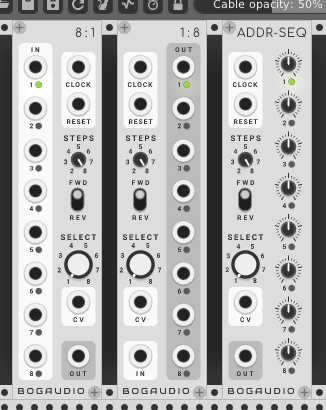 Cable opacity: 50%
8:1
IN
1
2
3
4
5
6
7
8
CLOCK
RESET
STEPS
2 3 4 5 6 7 8
FWD
REV
SELECT
1 2 3 4 5 6 7 8
CV
OUT
BOGAUDIO
1:8
CLOCK
RESET
STEPS
2 3 4 5 6 7 8
FWD
REV
SELECT
1 2 3 4 5 6 7 8
CV
IN
OUT
1
2
3
4
5
6
7
8
BOGAUDIO
ADDR-SEQ
CLOCK
RESET
STEPS
2 3 4 5 6 7 8
FWD
REV
SELECT
1 2 3 4 5 6 7 8
CV
OUT
1
2
3
4
5
6
7
8
BOGAUDIO